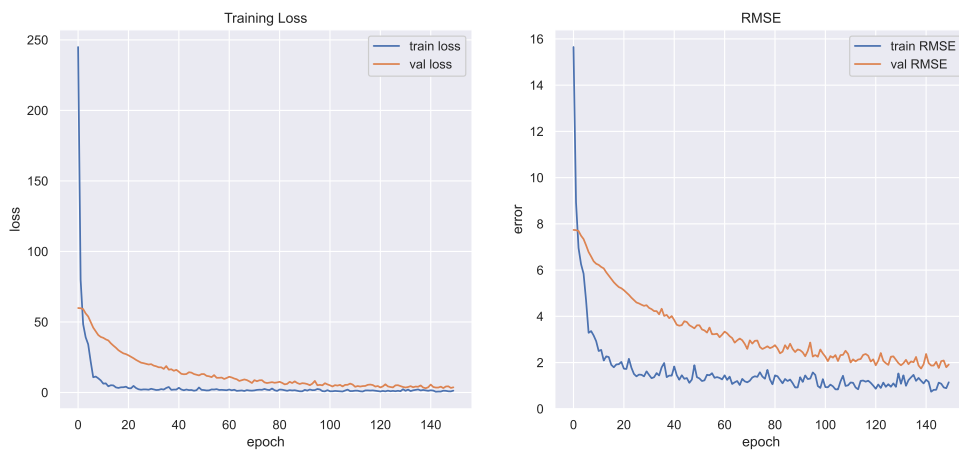 Training Loss
250
200
150
100
50
0
0 20 40 60 80 100 120 140
loss
epoch
train loss
val loss
RMSE
16
14
12
10
8
6
4
2
0
0 20 40 60 80 100 120 140
error
epoch
train RMSE
val RMSE